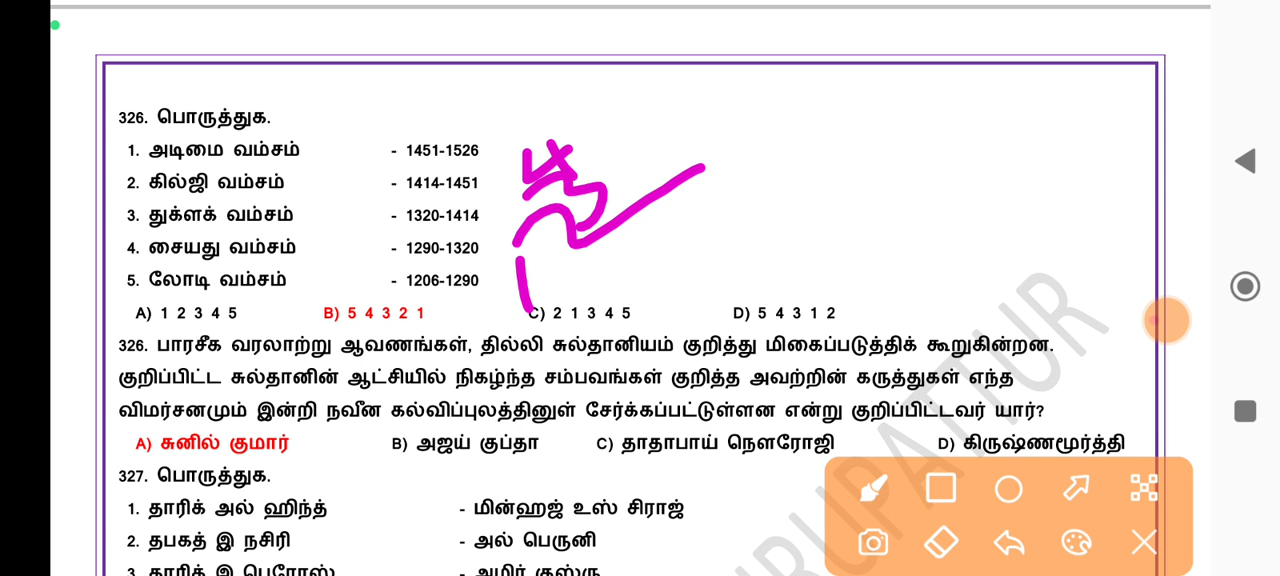 326. பொருத்துக.
1. அடிமை வம்சம் - 1451-1526
2. கில்ஜி வம்சம் - 1414-1451
3. துக்ளக் வம்சம் - 1320-1414
4. சையது வம்சம் - 1290-1320
5. லோடி வம்சம் - 1206-1290
A) 1 2 3 4 5 B) 5 4 3 2 1 C) 2 1 3 4 5 D) 5 4 3 1 2
326. பாரசீக வரலாற்று ஆவணங்கள், தில்லி சுல்தானியம் குறித்து மிகைப்படுத்திக் கூறுகின்றன.
குறிப்பிட்ட சுல்தானின் ஆட்சியில் நிகழ்ந்த சம்பவங்கள் குறித்த அவற்றின் கருத்துகள் எந்த
விமர்சனமும் இன்றி நவீன கல்விப்புலத்தினுள் சேர்க்கப்பட்டுள்ளன என்று குறிப்பிட்டவர் யார்?
A) சுனில் குமார் B) அஜய் குப்தா C) தாதாபாய் நௌரோஜி D) கிருஷ்ணமூர்த்தி
327. பொருத்துக.
1. தாரிக் அல் ஹிந்த் - மின்ஹஜ் உஸ் சிராஜ்
2. தபகத் இ நசிரி - அல் பெருனி
3. தாரிக் இ பெரோஸ் - அமிர் குஸ்ரு